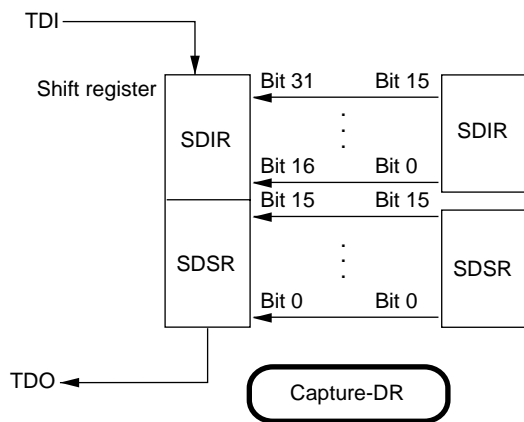 TDI
Shift register
Bit 31 Bit 15
SDIR
SDIR
Bit 16 Bit 0
Bit 15 Bit 15
SDSR
SDSR
Bit 0 Bit 0
TDO
Capture-DR